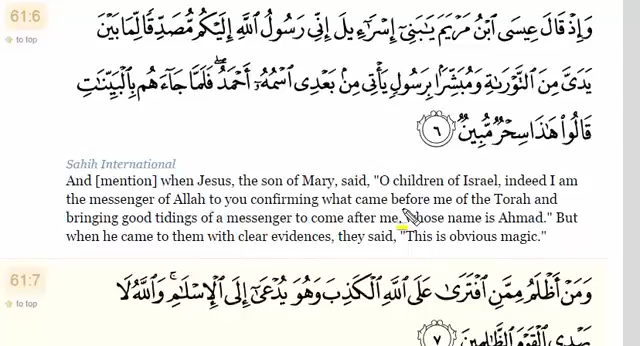 61:6
to top
وَإِذْ قَالَ عِيسَى ٱبْنُ مَرْيَمَ يَـٰبَنِىٓ إِسْرَٰٓءِيلَ إِنِّى رَسُولُ ٱللَّهِ إِلَيْكُم مُّصَدِّقًا لِّمَا بَيْنَ
يَدَىَّ مِنَ ٱلتَّوْرَىٰةِ وَمُبَشِّرًۢا بِرَسُولٍ يَأْتِى مِنۢ بَعْدِى ٱسْمُهُۥٓ أَحْمَدُ ۖ فَلَمَّا جَآءَهُم بِٱلْبَيِّنَـٰتِ
قَالُوا۟ هَـٰذَا سِحْرٌ مُّبِينٌ ٦
Sahih International
And [mention] when Jesus, the son of Mary, said, "O children of Israel, indeed I am
the messenger of Allah to you confirming what came before me of the Torah and
bringing good tidings of a messenger to come after me, whose name is Ahmad." But
when he came to them with clear evidences, they said, "This is obvious magic."
61:7
to top
وَمَنْ أَظْلَمُ مِمَّنِ ٱفْتَرَىٰ عَلَى ٱللَّهِ ٱلْكَذِبَ وَهُوَ يُدْعَىٰٓ إِلَى ٱلْإِسْلَـٰمِ ۚ وَٱللَّهُ لَا
يَهْدِى ٱلْقَوْمَ ٱلظَّـٰلِمِينَ ٧